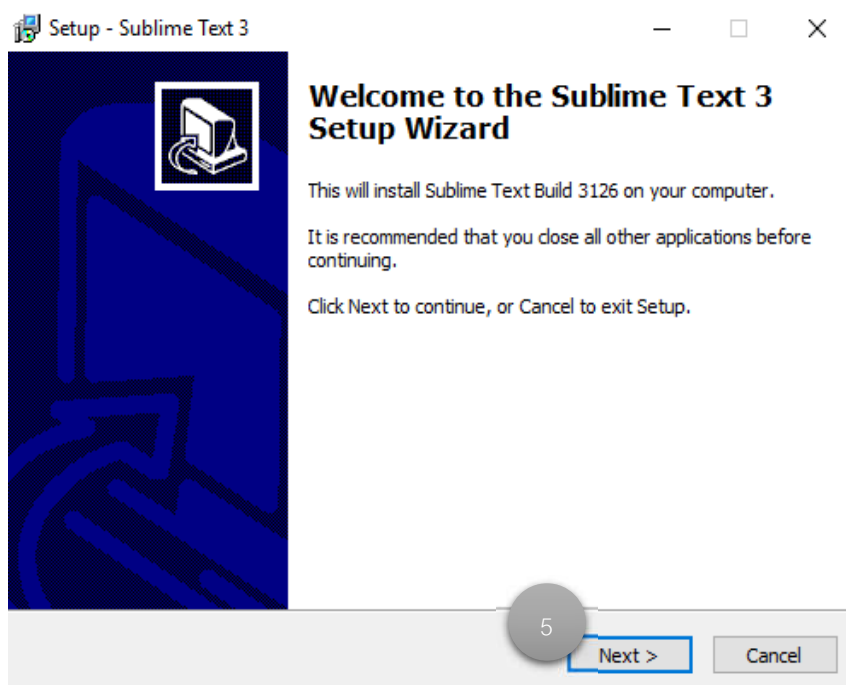 Setup - Sublime Text 3
Welcome to the Sublime Text 3
Setup Wizard
This will install Sublime Text Build 3126 on your computer.
It is recommended that you close all other applications before
continuing.
Click Next to continue, or Cancel to exit Setup.
5
Next >
Cancel